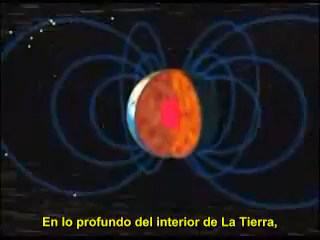 En lo profundo del interior de La Tierra,